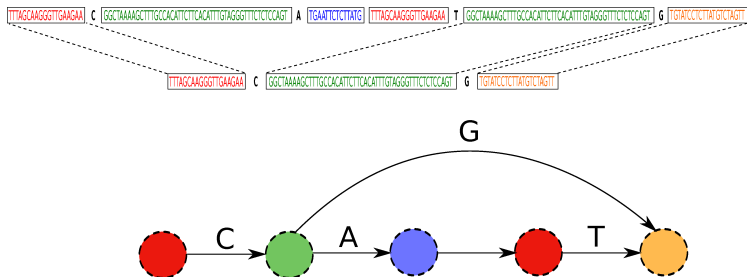 TTTAGCAAGGGTTGAAGAA C GGCTAAAAGCTTTGCCACATTCTTCACATTTGTAGGGTTTCTCTCCAGT A TGAATTCTCTTATG TTTAGCAAGGGTTGAAGAA T GGCTAAAAGCTTTGCCACATTCTTCACATTTGTAGGGTTTCTCTCCAGT G TGTATCCTCTTATGTCTAGTT
TTTAGCAAGGGTTGAAGAA C GGCTAAAAGCTTTGCCACATTCTTCACATTTGTAGGGTTTCTCTCCAGT G TGTATCCTCTTATGTCTAGTT
G
C A T